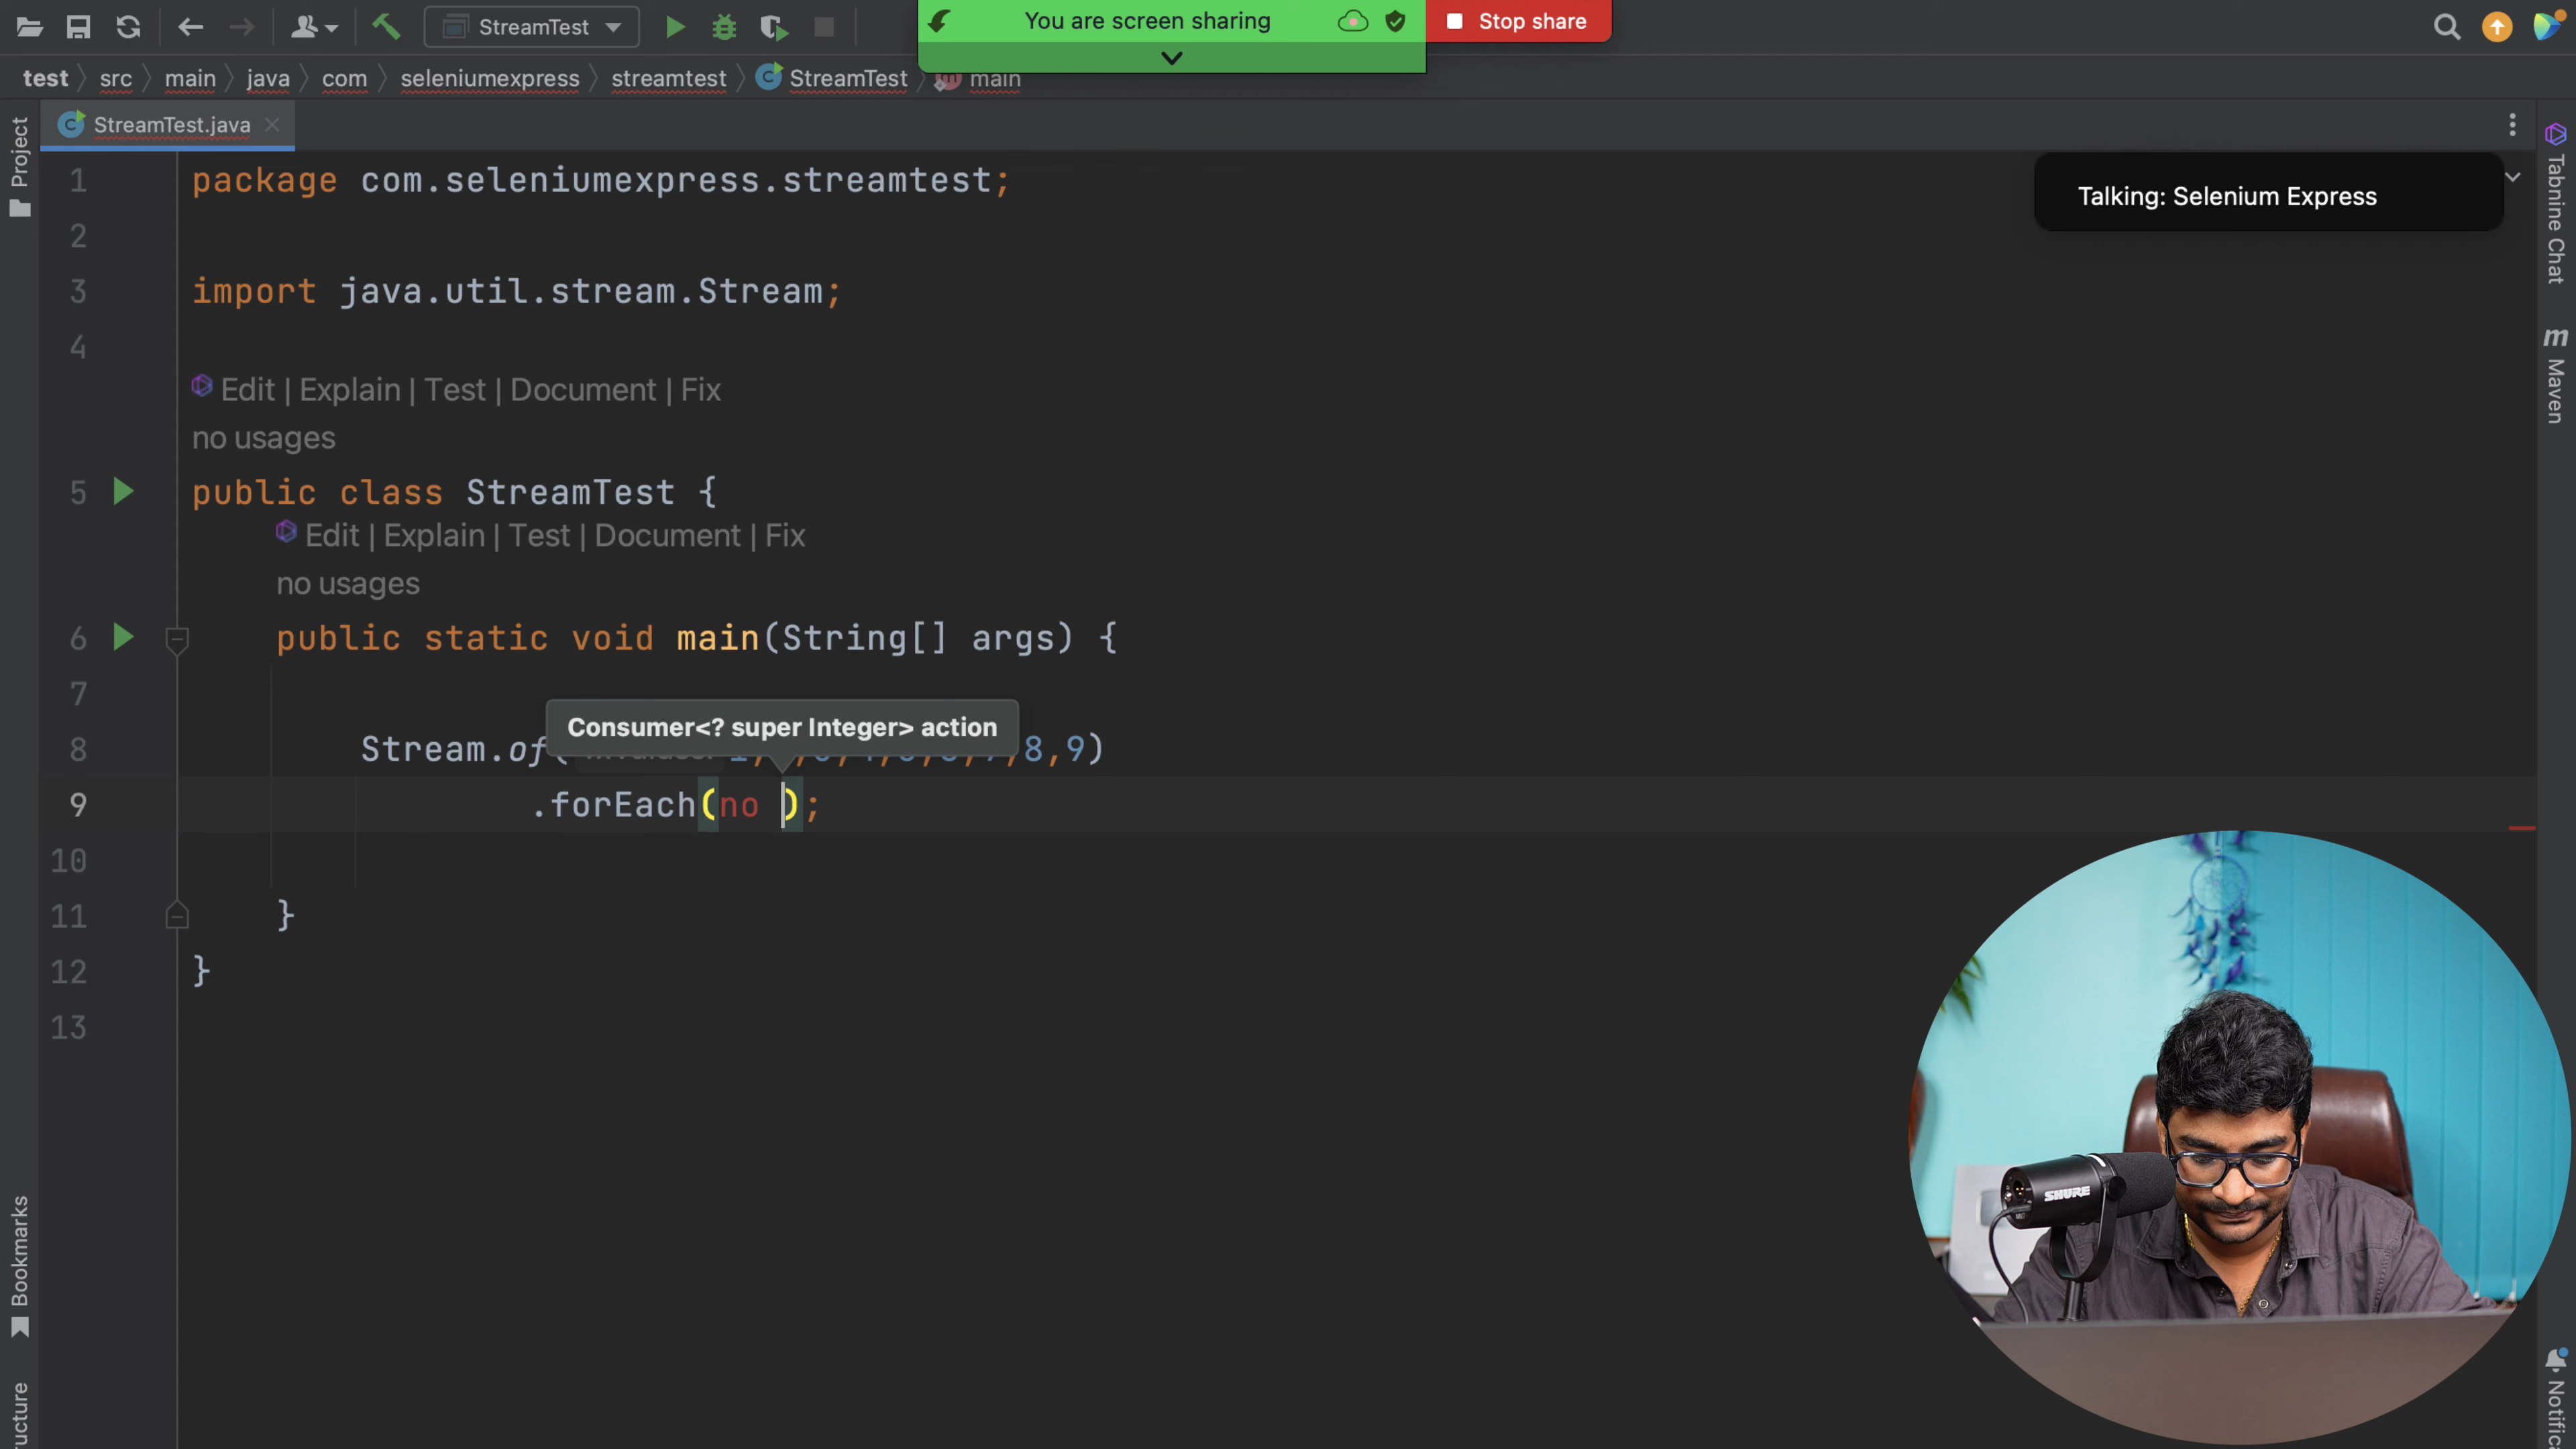 StreamTest
You are screen sharing
Stop share
test src main java com seleniumexpress streamtest StreamTest main
StreamTest.java
Project
Talking: Selenium Express
Tabnine Chat
Maven
1 package com.seleniumexpress.streamtest;
2
3 import java.util.stream.Stream;
4
Edit | Explain | Test | Document | Fix
no usages
5 public class StreamTest {
Edit | Explain | Test | Document | Fix
no usages
6 public static void main(String[] args) {
7
Consumer<? super Integer> action
8 Stream.of( 8,9)
9 .forEach(no );
10
11 }
12 }
13
SHURE
Bookmarks
ucture
Notific